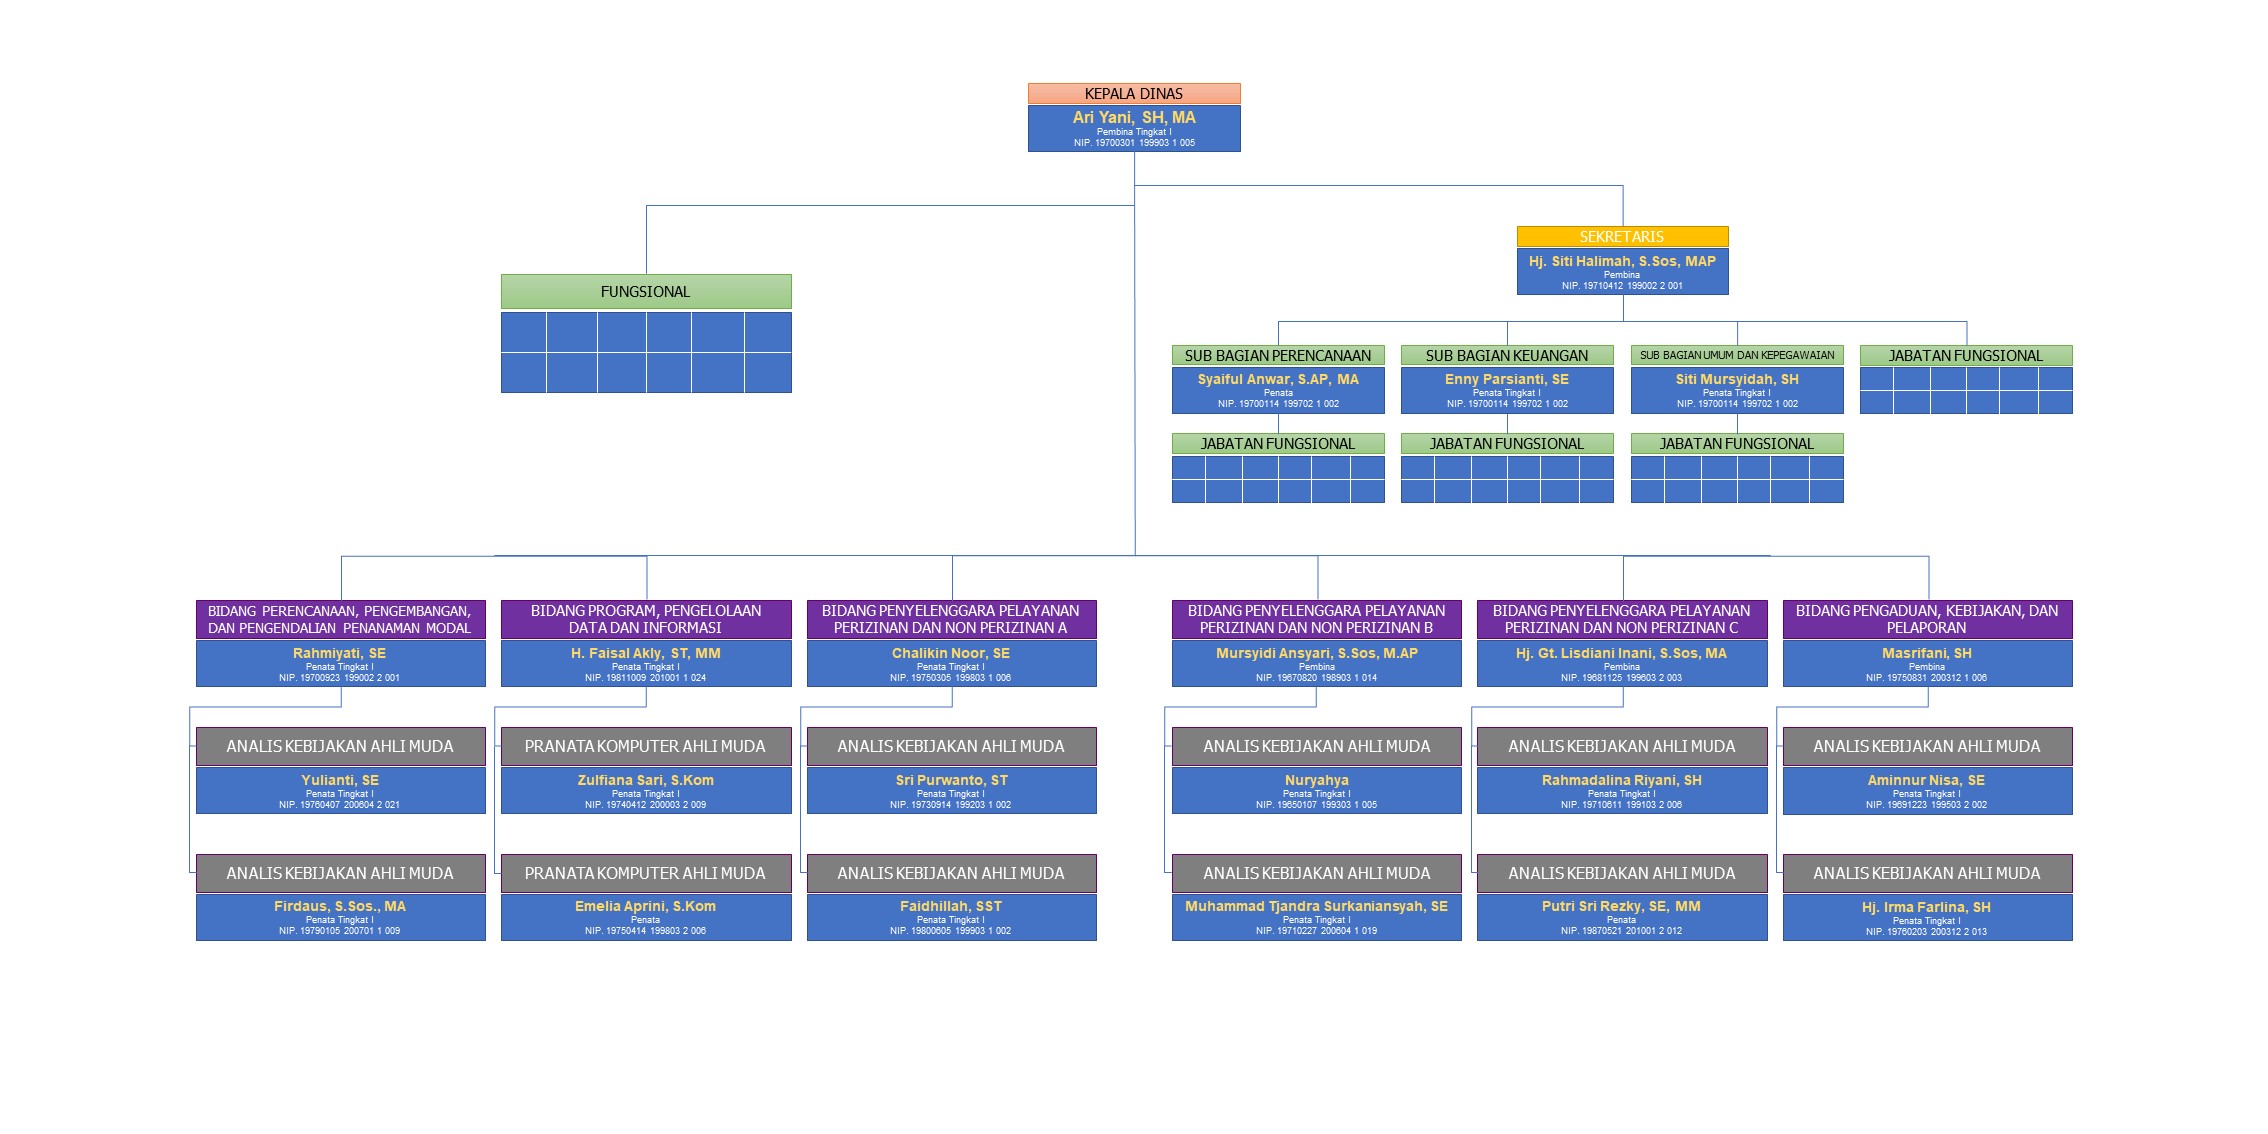 KEPALA DINAS
Ari Yani, SH, MA
Pembina Tingkat I
NIP. 19700301 199903 1 005
SEKRETARIS
Hj. Siti Halimah, S.Sos, MAP
Pembina
NIP. 19710412 199002 2 001
FUNGSIONAL
SUB BAGIAN PERENCANAAN
Syaiful Anwar, S.AP, MA
Penata
NIP. 19700114 199702 1 002
SUB BAGIAN KEUANGAN
Enny Parsianti, SE
Penata Tingkat I
NIP. 19700114 199702 1 002
SUB BAGIAN UMUM DAN KEPEGAWAIAN
Siti Mursyidah, SH
Penata Tingkat I
NIP. 19700114 199702 1 002
JABATAN FUNGSIONAL
JABATAN FUNGSIONAL
JABATAN FUNGSIONAL
JABATAN FUNGSIONAL
BIDANG PERENCANAAN, PENGEMBANGAN,
DAN PENGENDALIAN PENANAMAN MODAL
Rahmiyati, SE
Penata Tingkat I
NIP. 19700923 199002 2 001
BIDANG PROGRAM, PENGELOLAAN
DATA DAN INFORMASI
H. Faisal Akly, ST, MM
Penata Tingkat I
NIP. 19811009 201001 1 024
BIDANG PENYELENGGARA PELAYANAN
PERIZINAN DAN NON PERIZINAN A
Chalikin Noor, SE
Penata Tingkat I
NIP. 19750305 199803 1 006
BIDANG PENYELENGGARA PELAYANAN
PERIZINAN DAN NON PERIZINAN B
Mursyidi Ansyari, S.Sos, M.AP
Pembina
NIP. 19670820 198903 1 014
BIDANG PENYELENGGARA PELAYANAN
PERIZINAN DAN NON PERIZINAN C
Hj. Gt. Lisdiani Inani, S.Sos, MA
Pembina
NIP. 19681125 199603 2 003
BIDANG PENGADUAN, KEBIJAKAN, DAN
PELAPORAN
Masrifani, SH
Pembina
NIP. 19750831 200312 1 006
ANALIS KEBIJAKAN AHLI MUDA
Yulianti, SE
Penata Tingkat I
NIP. 19760407 200604 2 021
PRANATA KOMPUTER AHLI MUDA
Zulfiana Sari, S.Kom
Penata Tingkat I
NIP. 19740412 200003 2 009
ANALIS KEBIJAKAN AHLI MUDA
Sri Purwanto, ST
Penata Tingkat I
NIP. 19730914 199203 1 002
ANALIS KEBIJAKAN AHLI MUDA
Nuryahya
Penata Tingkat I
NIP. 19650107 199303 1 005
ANALIS KEBIJAKAN AHLI MUDA
Rahmadalina Riyani, SH
Penata Tingkat I
NIP. 19710611 199103 2 006
ANALIS KEBIJAKAN AHLI MUDA
Aminnur Nisa, SE
Penata Tingkat I
NIP. 19691223 199503 2 002
ANALIS KEBIJAKAN AHLI MUDA
Firdaus, S.Sos., MA
Penata Tingkat I
NIP. 19790105 200701 1 009
PRANATA KOMPUTER AHLI MUDA
Emelia Aprini, S.Kom
Penata
NIP. 19750414 199803 2 006
ANALIS KEBIJAKAN AHLI MUDA
Faidhillah, SST
Penata Tingkat I
NIP. 19800605 199903 1 002
ANALIS KEBIJAKAN AHLI MUDA
Muhammad Tjandra Surkaniansyah, SE
Penata Tingkat I
NIP. 19710227 200604 1 019
ANALIS KEBIJAKAN AHLI MUDA
Putri Sri Rezky, SE, MM
Penata
NIP. 19870521 201001 2 012
ANALIS KEBIJAKAN AHLI MUDA
Hj. Irma Farlina, SH
Penata Tingkat I
NIP. 19760203 200312 2 013